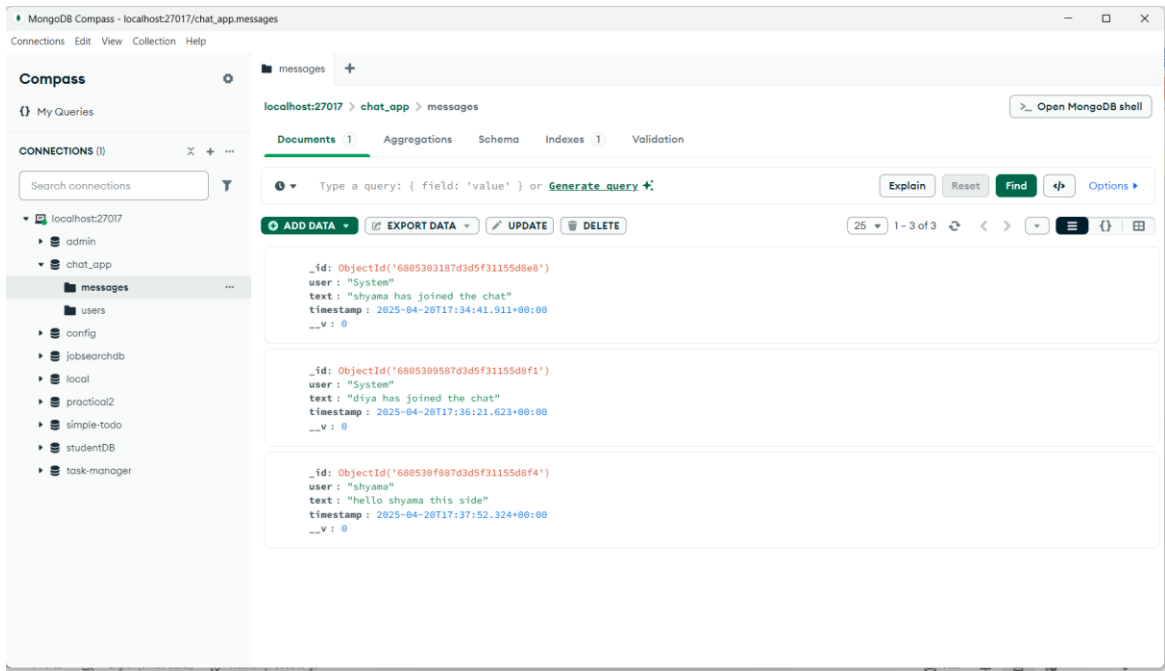 MongoDB Compass - localhost:27017/chat_app.messages
Connections Edit View Collection Help
Compass
{} My Queries
CONNECTIONS (1)
Search connections
localhost:27017
admin
chat_app
messages
users
config
jobsearchdb
local
practical2
simple-todo
studentDB
task-manager
messages
localhost:27017 > chat_app > messages
>_ Open MongoDB shell
Documents 1 Aggregations Schema Indexes 1 Validation
Type a query: { field: 'value' } or Generate query
Explain Reset Find </> Options
ADD DATA EXPORT DATA UPDATE DELETE
25 1 – 3 of 3 {}
_id: ObjectId('6805303187d3d5f31155d8e8')
user : "System"
text : "shyama has joined the chat"
timestamp : 2025-04-20T17:34:41.911+00:00
__v : 0
_id: ObjectId('6805309587d3d5f31155d8f1')
user : "System"
text : "diya has joined the chat"
timestamp : 2025-04-20T17:36:21.623+00:00
__v : 0
_id: ObjectId('680530f087d3d5f31155d8f4')
user : "shyama"
text : "hello shyama this side"
timestamp : 2025-04-20T17:37:52.324+00:00
__v : 0